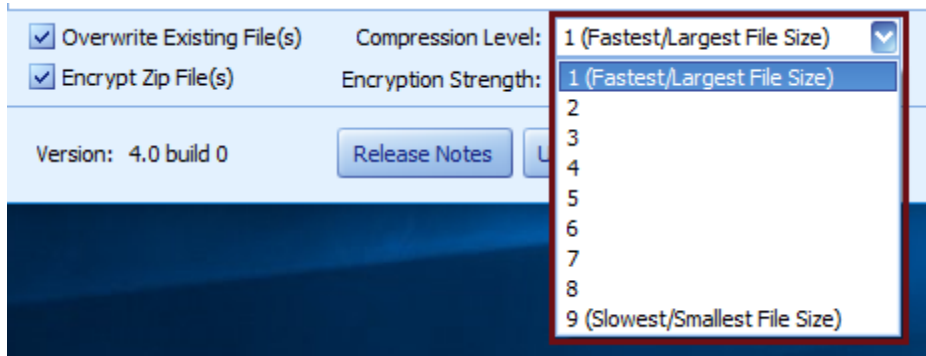 Overwrite Existing File(s) Compression Level: 1 (Fastest/Largest File Size)
Encrypt Zip File(s) Encryption Strength: 1 (Fastest/Largest File Size)
2
3
Version: 4.0 build 0 Release Notes U
4
5
6
7
8
9 (Slowest/Smallest File Size)